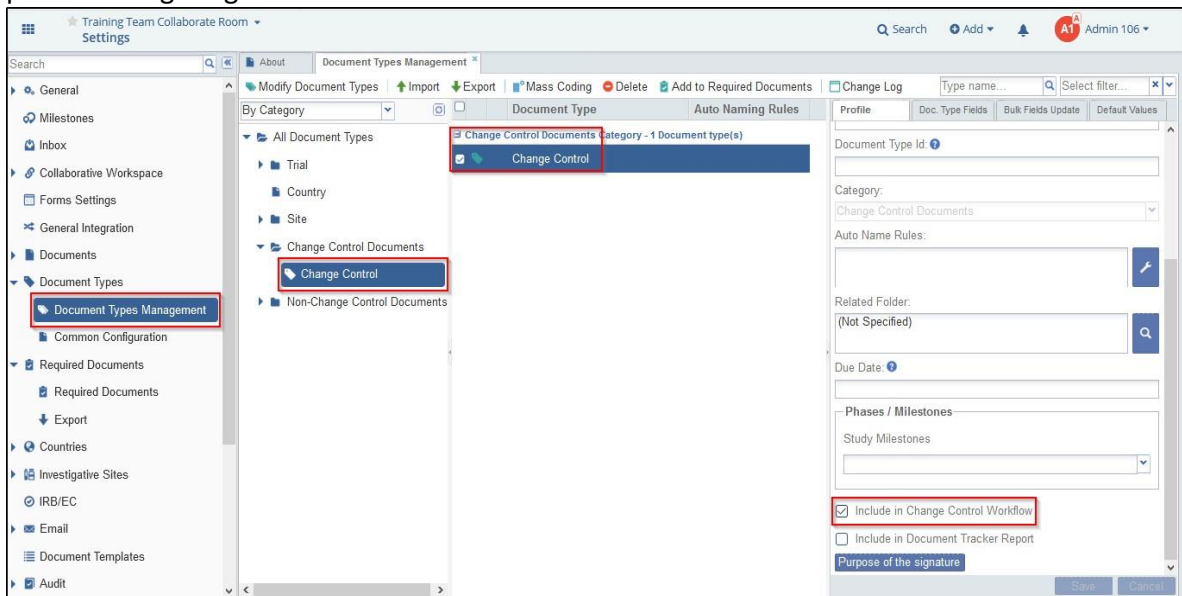 Training Team Collaborate Room
Settings
Search
Add
A1
A
Admin 106
Search
About
Document Types Management
General
Milestones
Inbox
Collaborative Workspace
Forms Settings
General Integration
Documents
Document Types
Document Types Management
Common Configuration
Required Documents
Required Documents
Export
Countries
Investigative Sites
IRB/EC
Email
Document Templates
Audit
Modify Document Types
Import
Export
Mass Coding
Delete
Add to Required Documents
Change Log
Type name...
Select filter...
By Category
All Document Types
Trial
Country
Site
Change Control Documents
Change Control
Non-Change Control Documents
Document Type
Auto Naming Rules
Change Control Documents Category - 1 Document type(s)
Change Control
Profile
Doc. Type Fields
Bulk Fields Update
Default Values
Document Type Id:
Category:
Change Control Documents
Auto Name Rules:
Related Folder:
(Not Specified)
Due Date:
Phases / Milestones
Study Milestones
Include in Change Control Workflow
Include in Document Tracker Report
Purpose of the signature
Save
Cancel